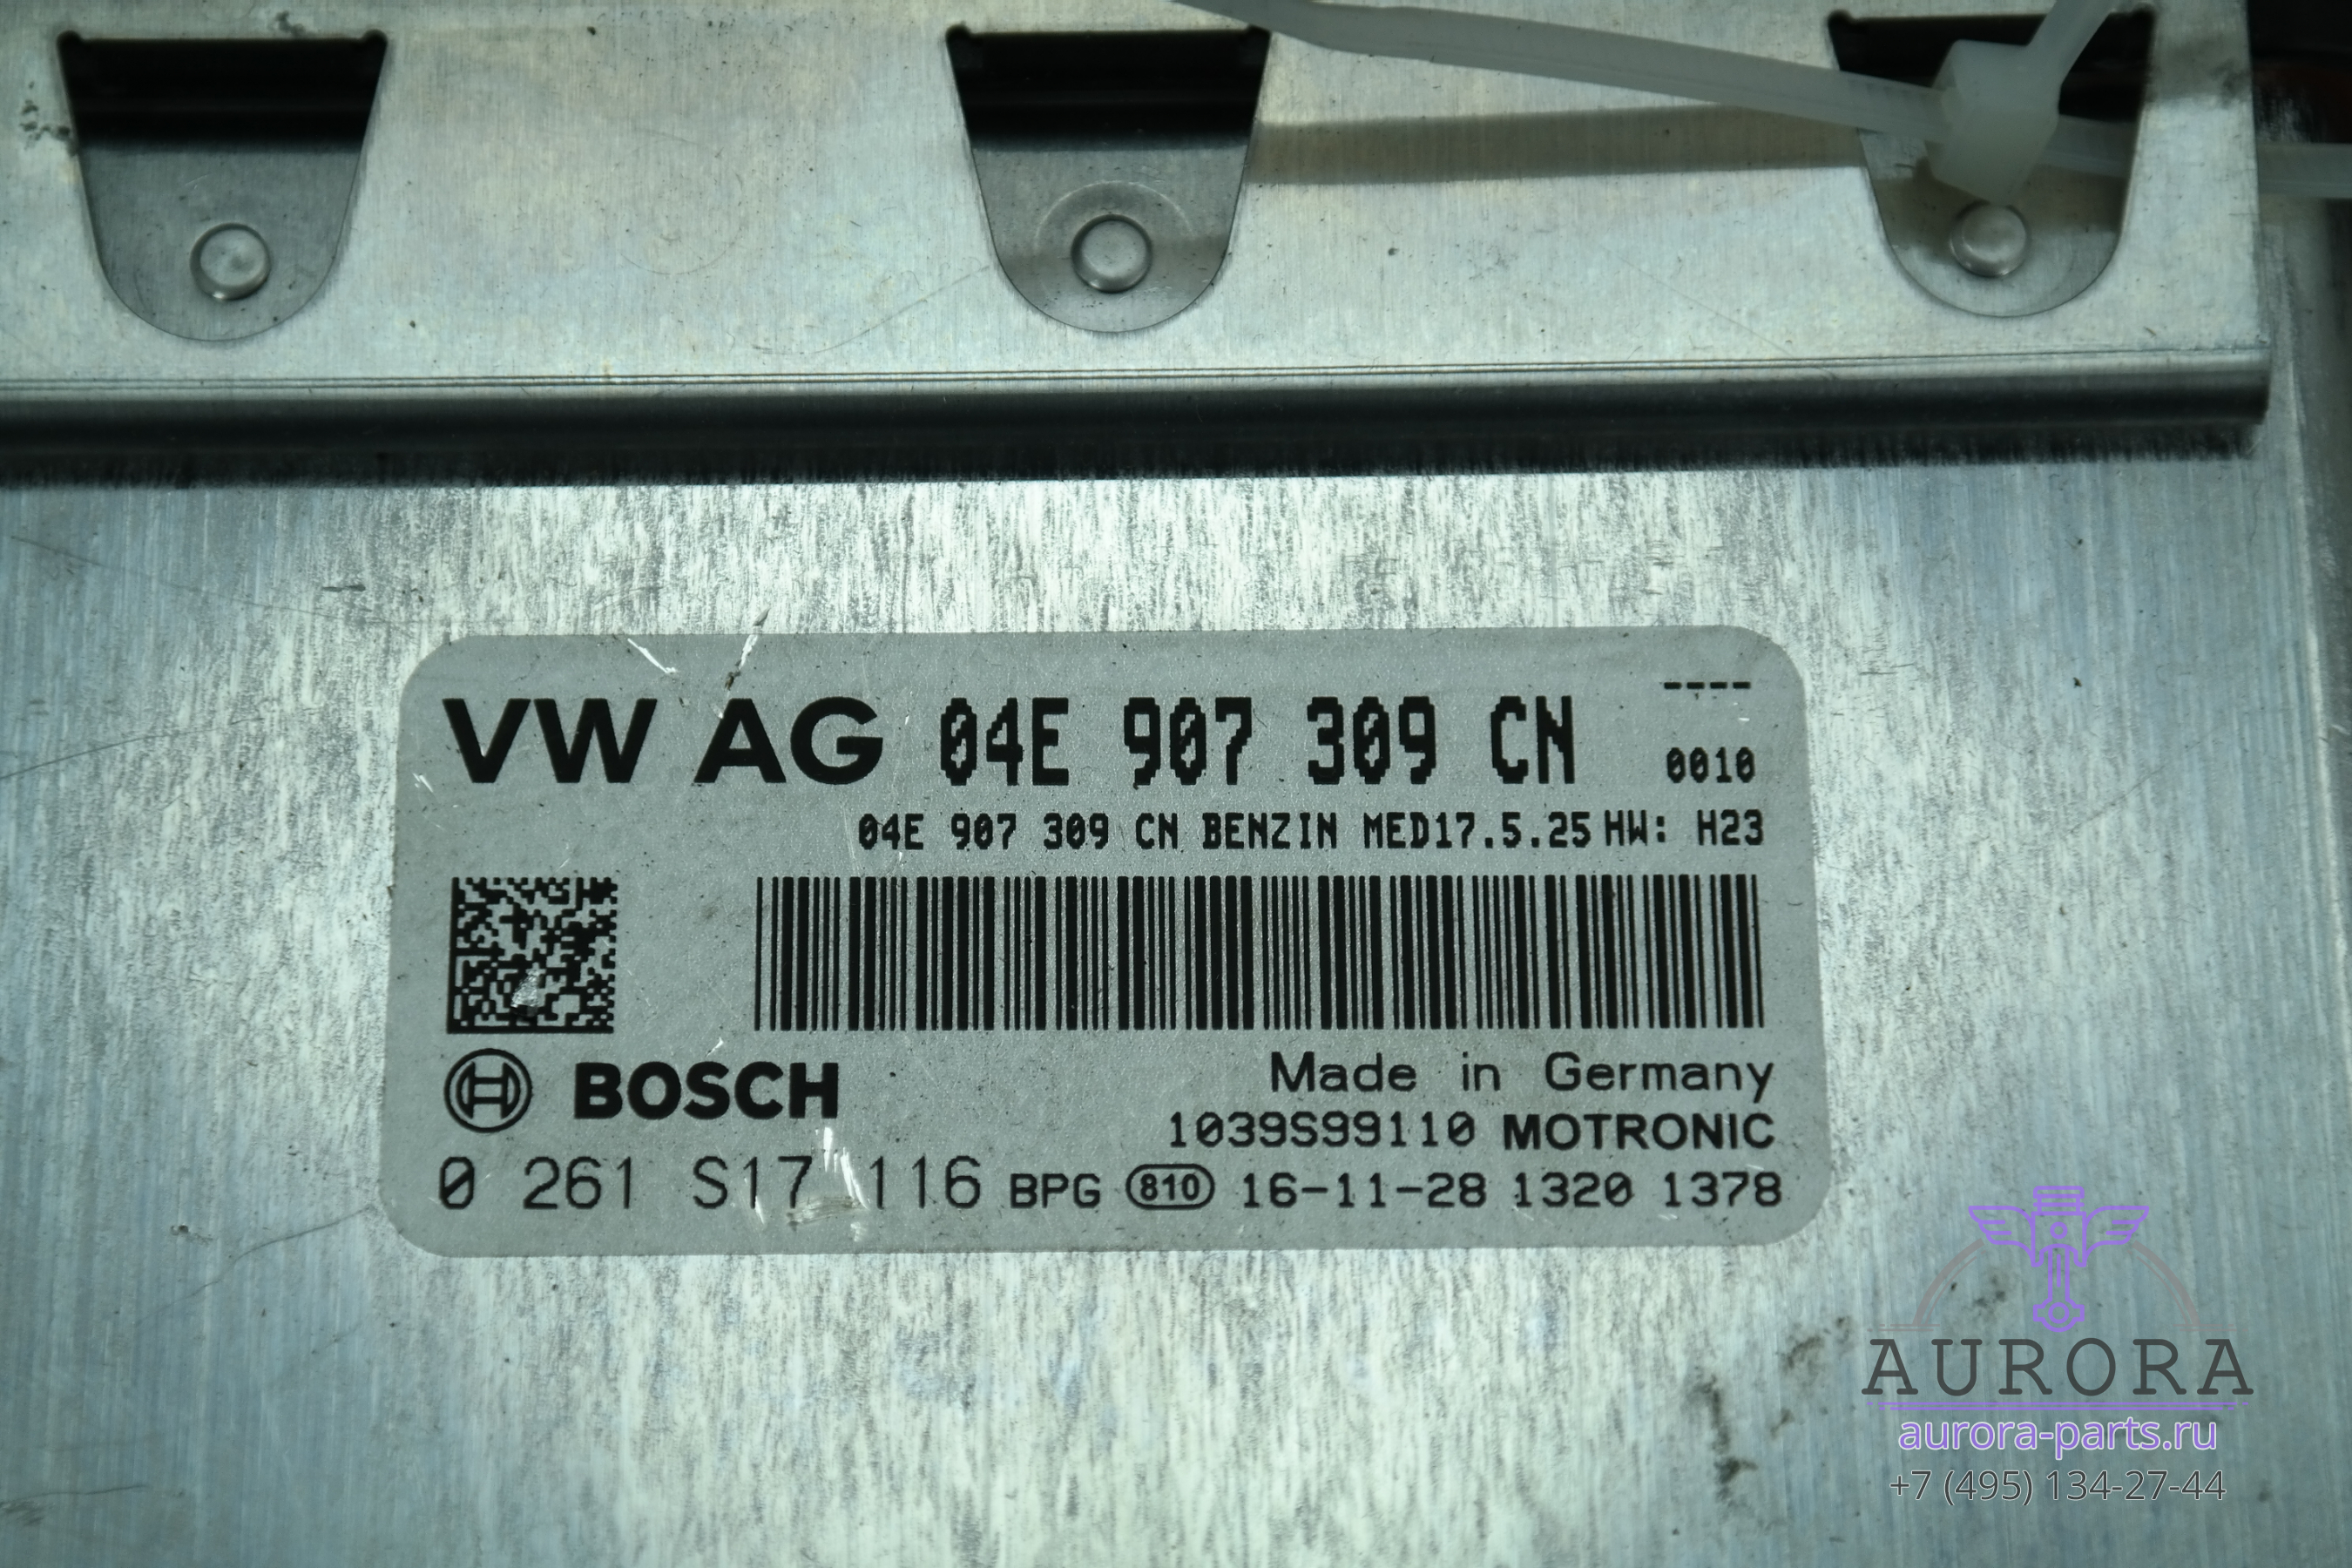 VW AG 04E 907 309 CN ----
0010
04E 907 309 CN BENZIN MED17.5.25 HW: H23
BOSCH
Made in Germany
1039S99110 MOTRONIC
0 261 S17 116 BPG 810 16-11-28 1320 1378
AURORA
aurora-parts.ru
+7 (495) 134-27-44